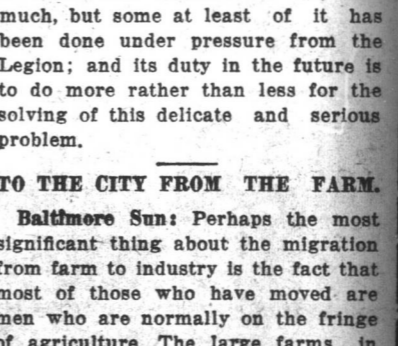 much, but some at least of it has
been done under pressure from the
Legion; and its duty in the future is
to do more rather than less for the
solving of this delicate and serious
problem.
TO THE CITY FROM THE FARM.
Baltimore Sun: Perhaps the most
significant thing about the migration
from farm to industry is the fact that
most of those who have moved are
men who are normally on the fringe
of agriculture. The large farms, in